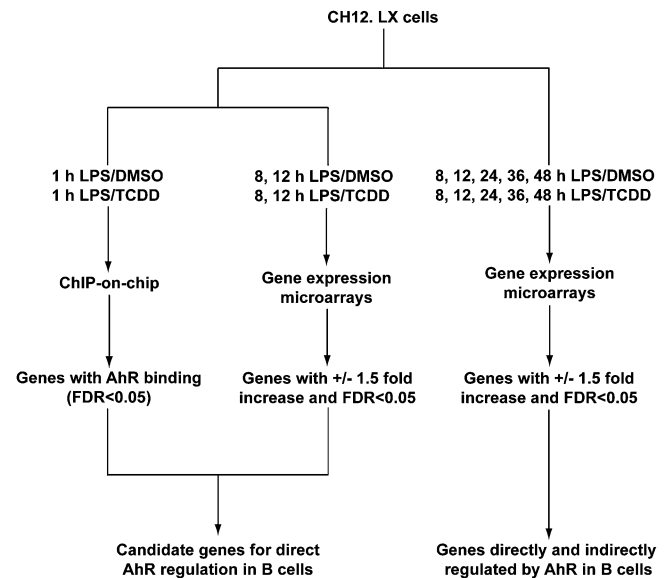 CH12. LX cells
1 h LPS/DMSO
1 h LPS/TCDD
8, 12 h LPS/DMSO
8, 12 h LPS/TCDD
8, 12, 24, 36, 48 h LPS/DMSO
8, 12, 24, 36, 48 h LPS/TCDD
ChIP-on-chip
Gene expression
microarrays
Gene expression
microarrays
Genes with AhR binding
(FDR<0.05)
Genes with +/- 1.5 fold
increase and FDR<0.05
Genes with +/- 1.5 fold
increase and FDR<0.05
Candidate genes for direct
AhR regulation in B cells
Genes directly and indirectly
regulated by AhR in B cells